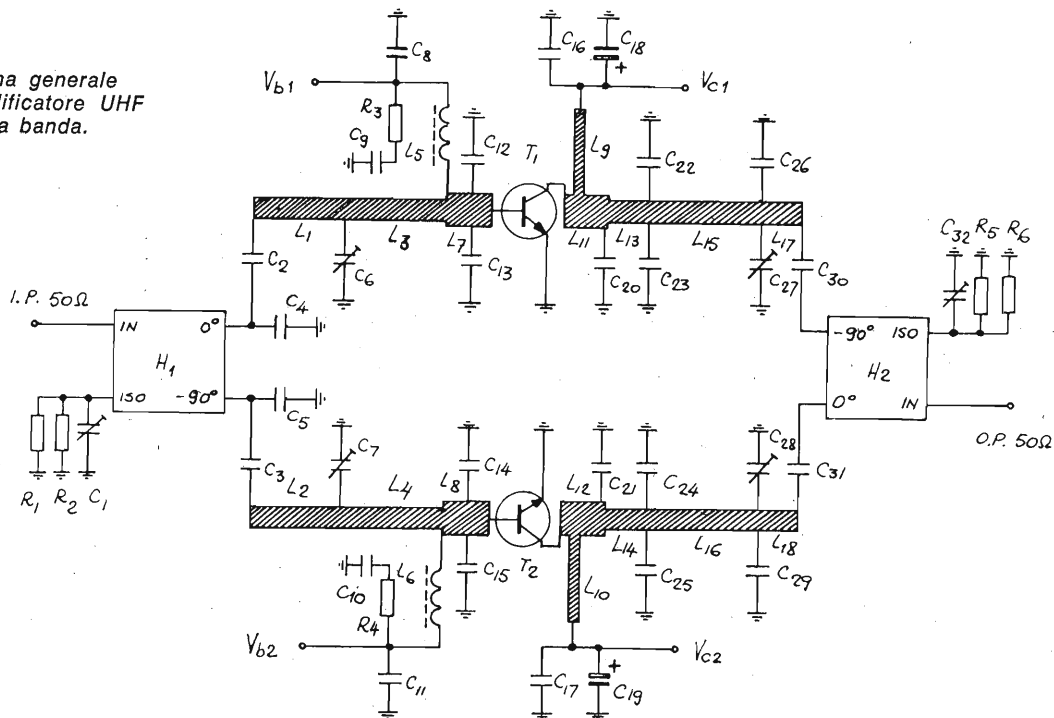 ma generale
lificatore UHF
a banda.
C8
C16
C18
+
Vb1
Vc1
R3
C9
L5
C12
T1
L9
C22
C26
L1
L3
L7
L11
L13
L15
L17
C2
C6
C13
C20
C23
C27
C30
C32
R5
R6
I.P. 50Ω
IN
0°
C4
H1
ISO
-90°
C5
-90°
ISO
H2
0°
IN
O.P. 50Ω
R1
R2
C1
C3
C7
C14
C21
C24
C28
C31
L2
L4
L8
L12
T2
L14
L16
L18
C10
L6
C15
L10
C25
C29
R4
Vb2
Vc2
C11
C17
C19
+